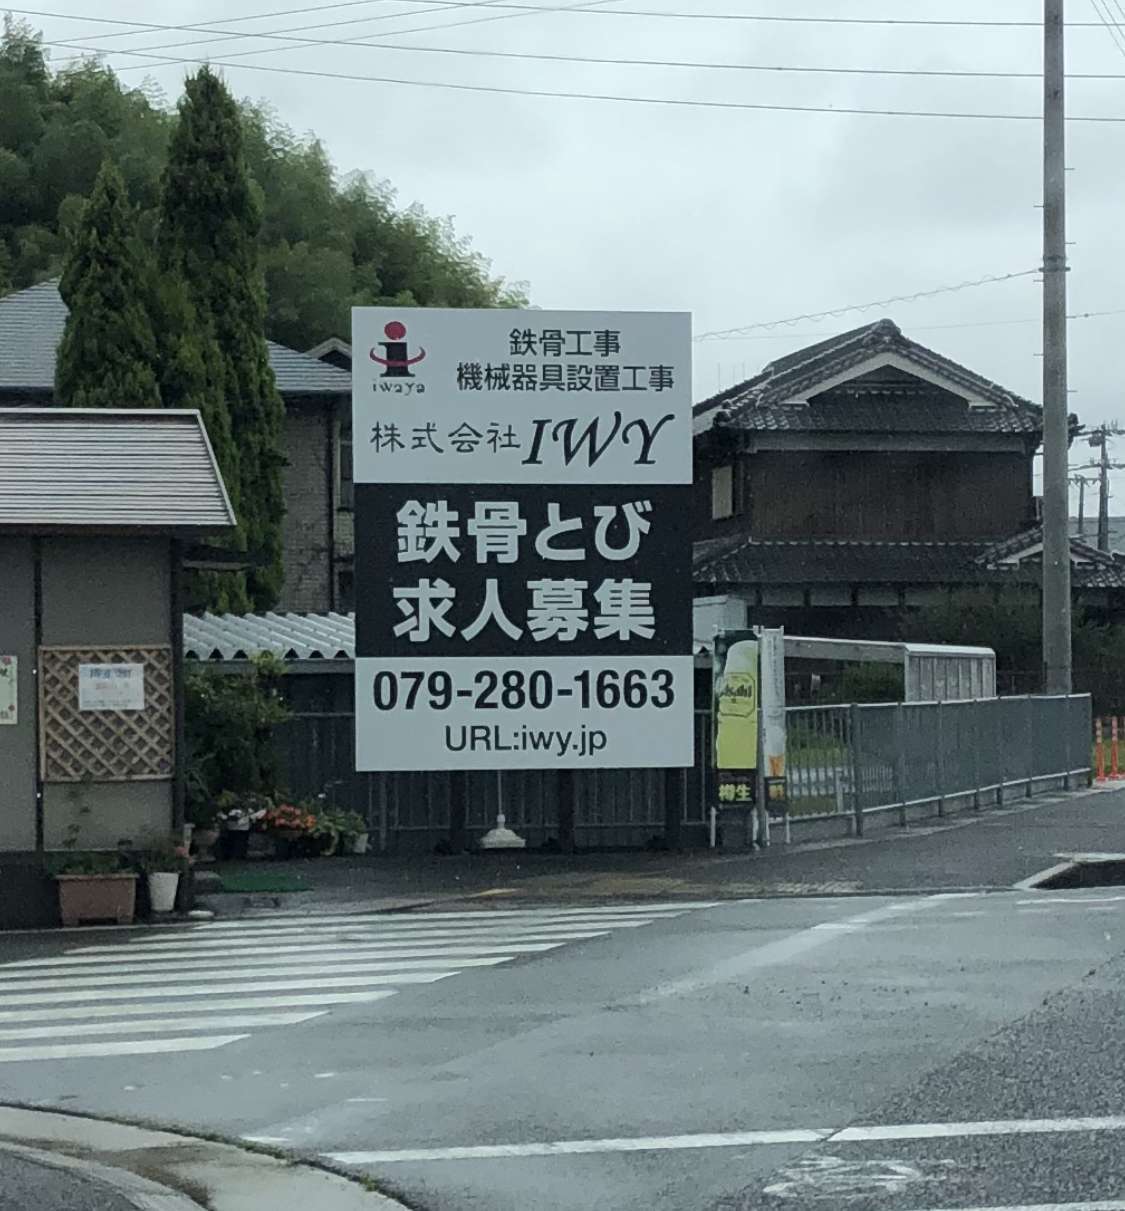 iwaya
鉄骨工事
機械器具設置工事
株式会社IWY
鉄骨とび
求人募集
079-280-1663
URL:iwy.jp
Asahi
樽生